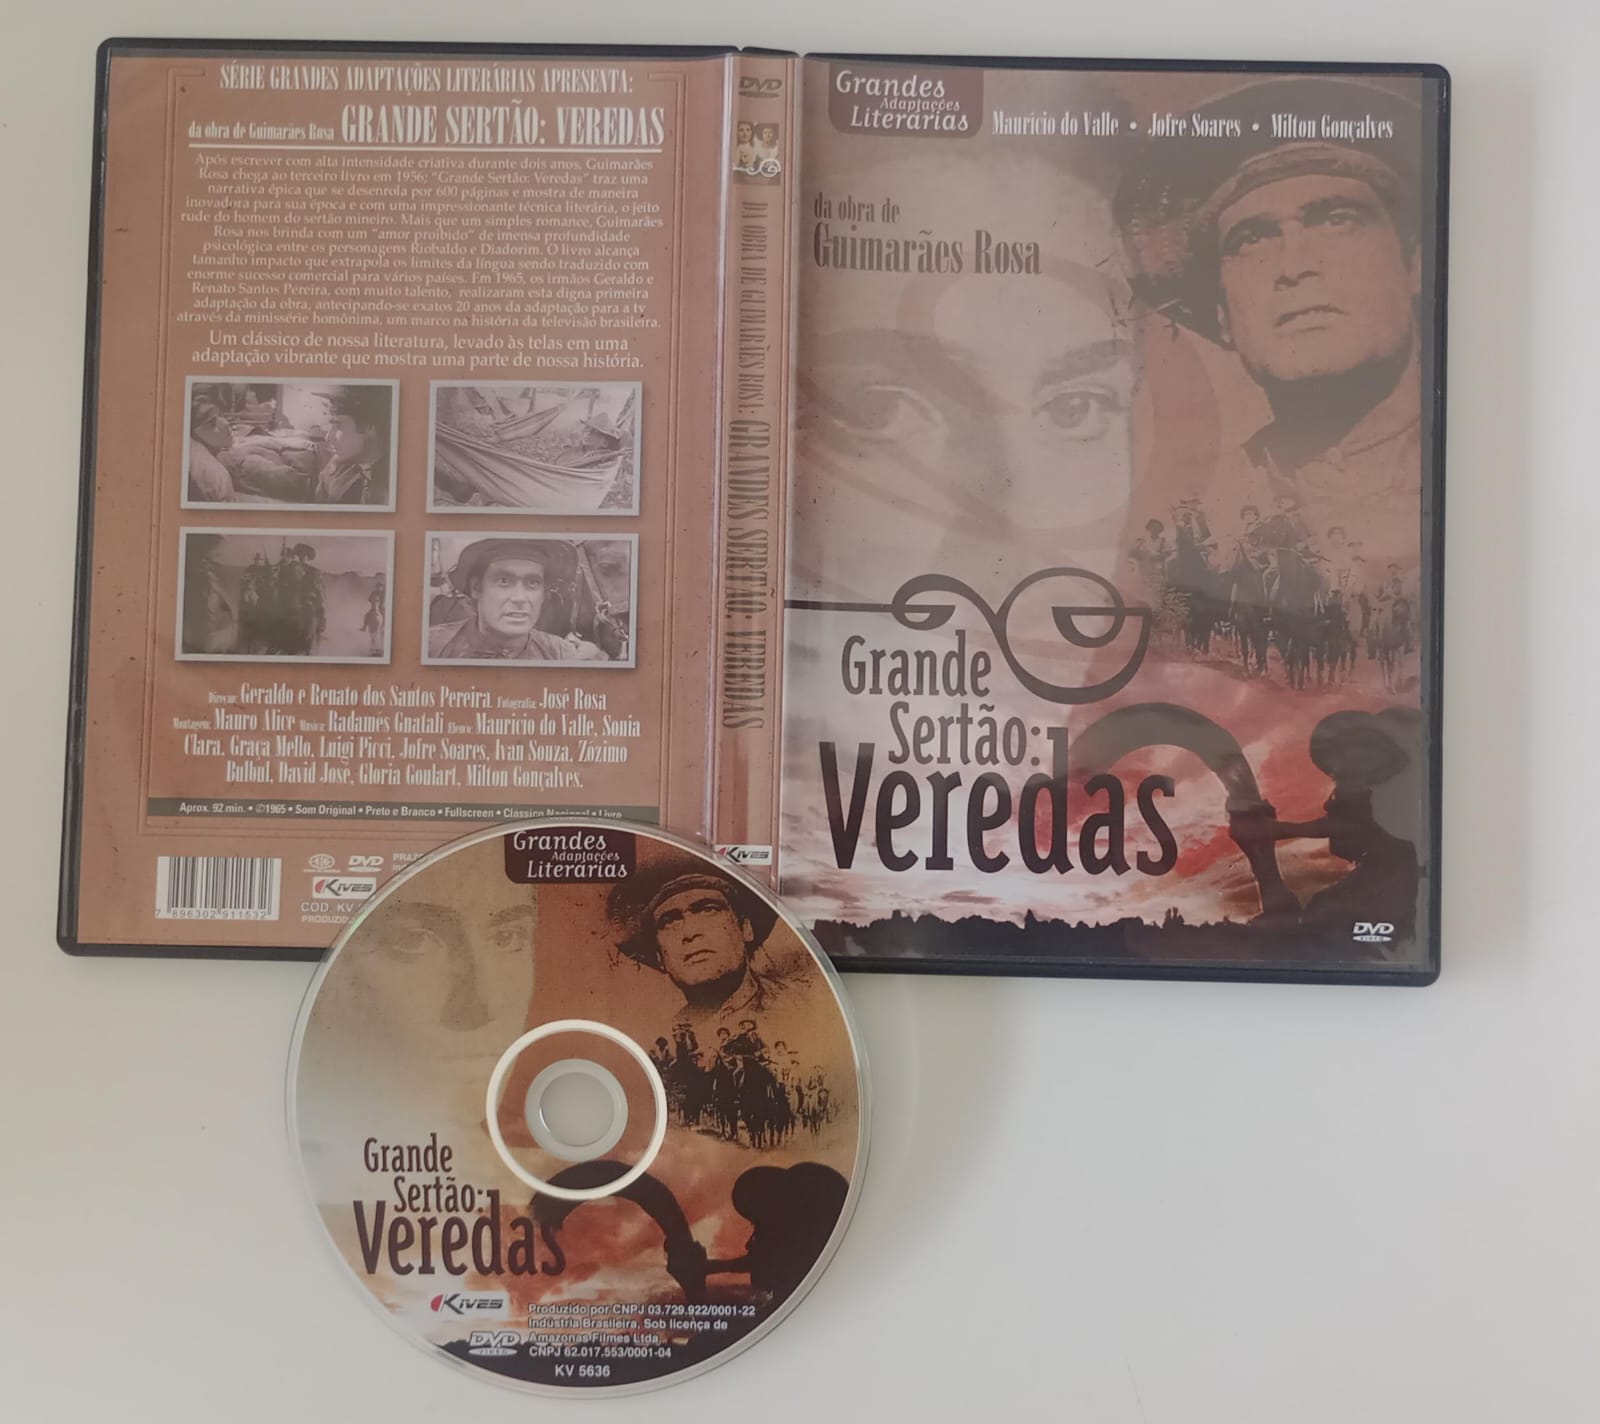 SÉRIE GRANDES ADAPTAÇÕES LITERÁRIAS APRESENTA:
da obra de Guimarães Rosa GRANDE SERTÃO: VEREDAS
Após escrever com alta intensidade criativa durante dois anos, Guimarães
Rosa chega ao terceiro livro em 1956; "Grande Sertão: Veredas" traz uma
narrativa épica que se desenrola por 600 páginas e mostra de maneira
inovadora para sua época e com uma impressionante técnica literária, o jeito
rude do homem do sertão mineiro. Mais que um simples romance, Guimarães
Rosa nos brinda com um "amor proibido" de imensa profundidade
psicológica entre os personagens Riobaldo e Diadorim. O livro alcança
tamanho impacto que extrapola os limites da língua sendo traduzido com
enorme sucesso comercial para vários países. Em 1965, os irmãos Geraldo e
Renato Santos Pereira, com muito talento, realizaram esta digna primeira
adaptação da obra, antecipando-se exatos 20 anos da adaptação para a tv
através da minissérie homônima, um marco na história da televisão brasileira.
Um clássico de nossa literatura, levado às telas em uma
adaptação vibrante que mostra uma parte de nossa história.
Direção: Geraldo e Renato dos Santos Pereira Fotografia: José Rosa
Montagem: Mauro Alice Música: Radamés Gnatali Elenco: Mauricio do Valle, Sonia
Clara, Graça Mello, Luigi Picci, Jofre Soares, Ivan Souza, Zózimo
Bulbul, David José, Gloria Goulart, Milton Gonçalves.
Aprox. 92 min. • ©1965 • Som Original • Preto e Branco • Fullscreen • Clássico Nacional • Livre
7 896302 911532
DVD
KIVES
COD. KV
PRODUZID
DVD
DA OBRA DE GUIMARÃES ROSA: GRANDES SERTÃO: VEREDAS
KIVES
Grandes
Adaptações
Literárias
Maurício do Valle • Jofre Soares • Milton Gonçalves
da obra de
Guimarães Rosa
Grande
Sertão:
Veredas
DVD
VIDEO
Grandes
Adaptações
Literárias
Grande
Sertão:
Veredas
KIVES
DVD
VIDEO
Produzido por CNPJ 03.729.922/0001-22
Indústria Brasileira, Sob licença de
Amazonas Filmes Ltda,
CNPJ 62.017.553/0001-04
KV 5636